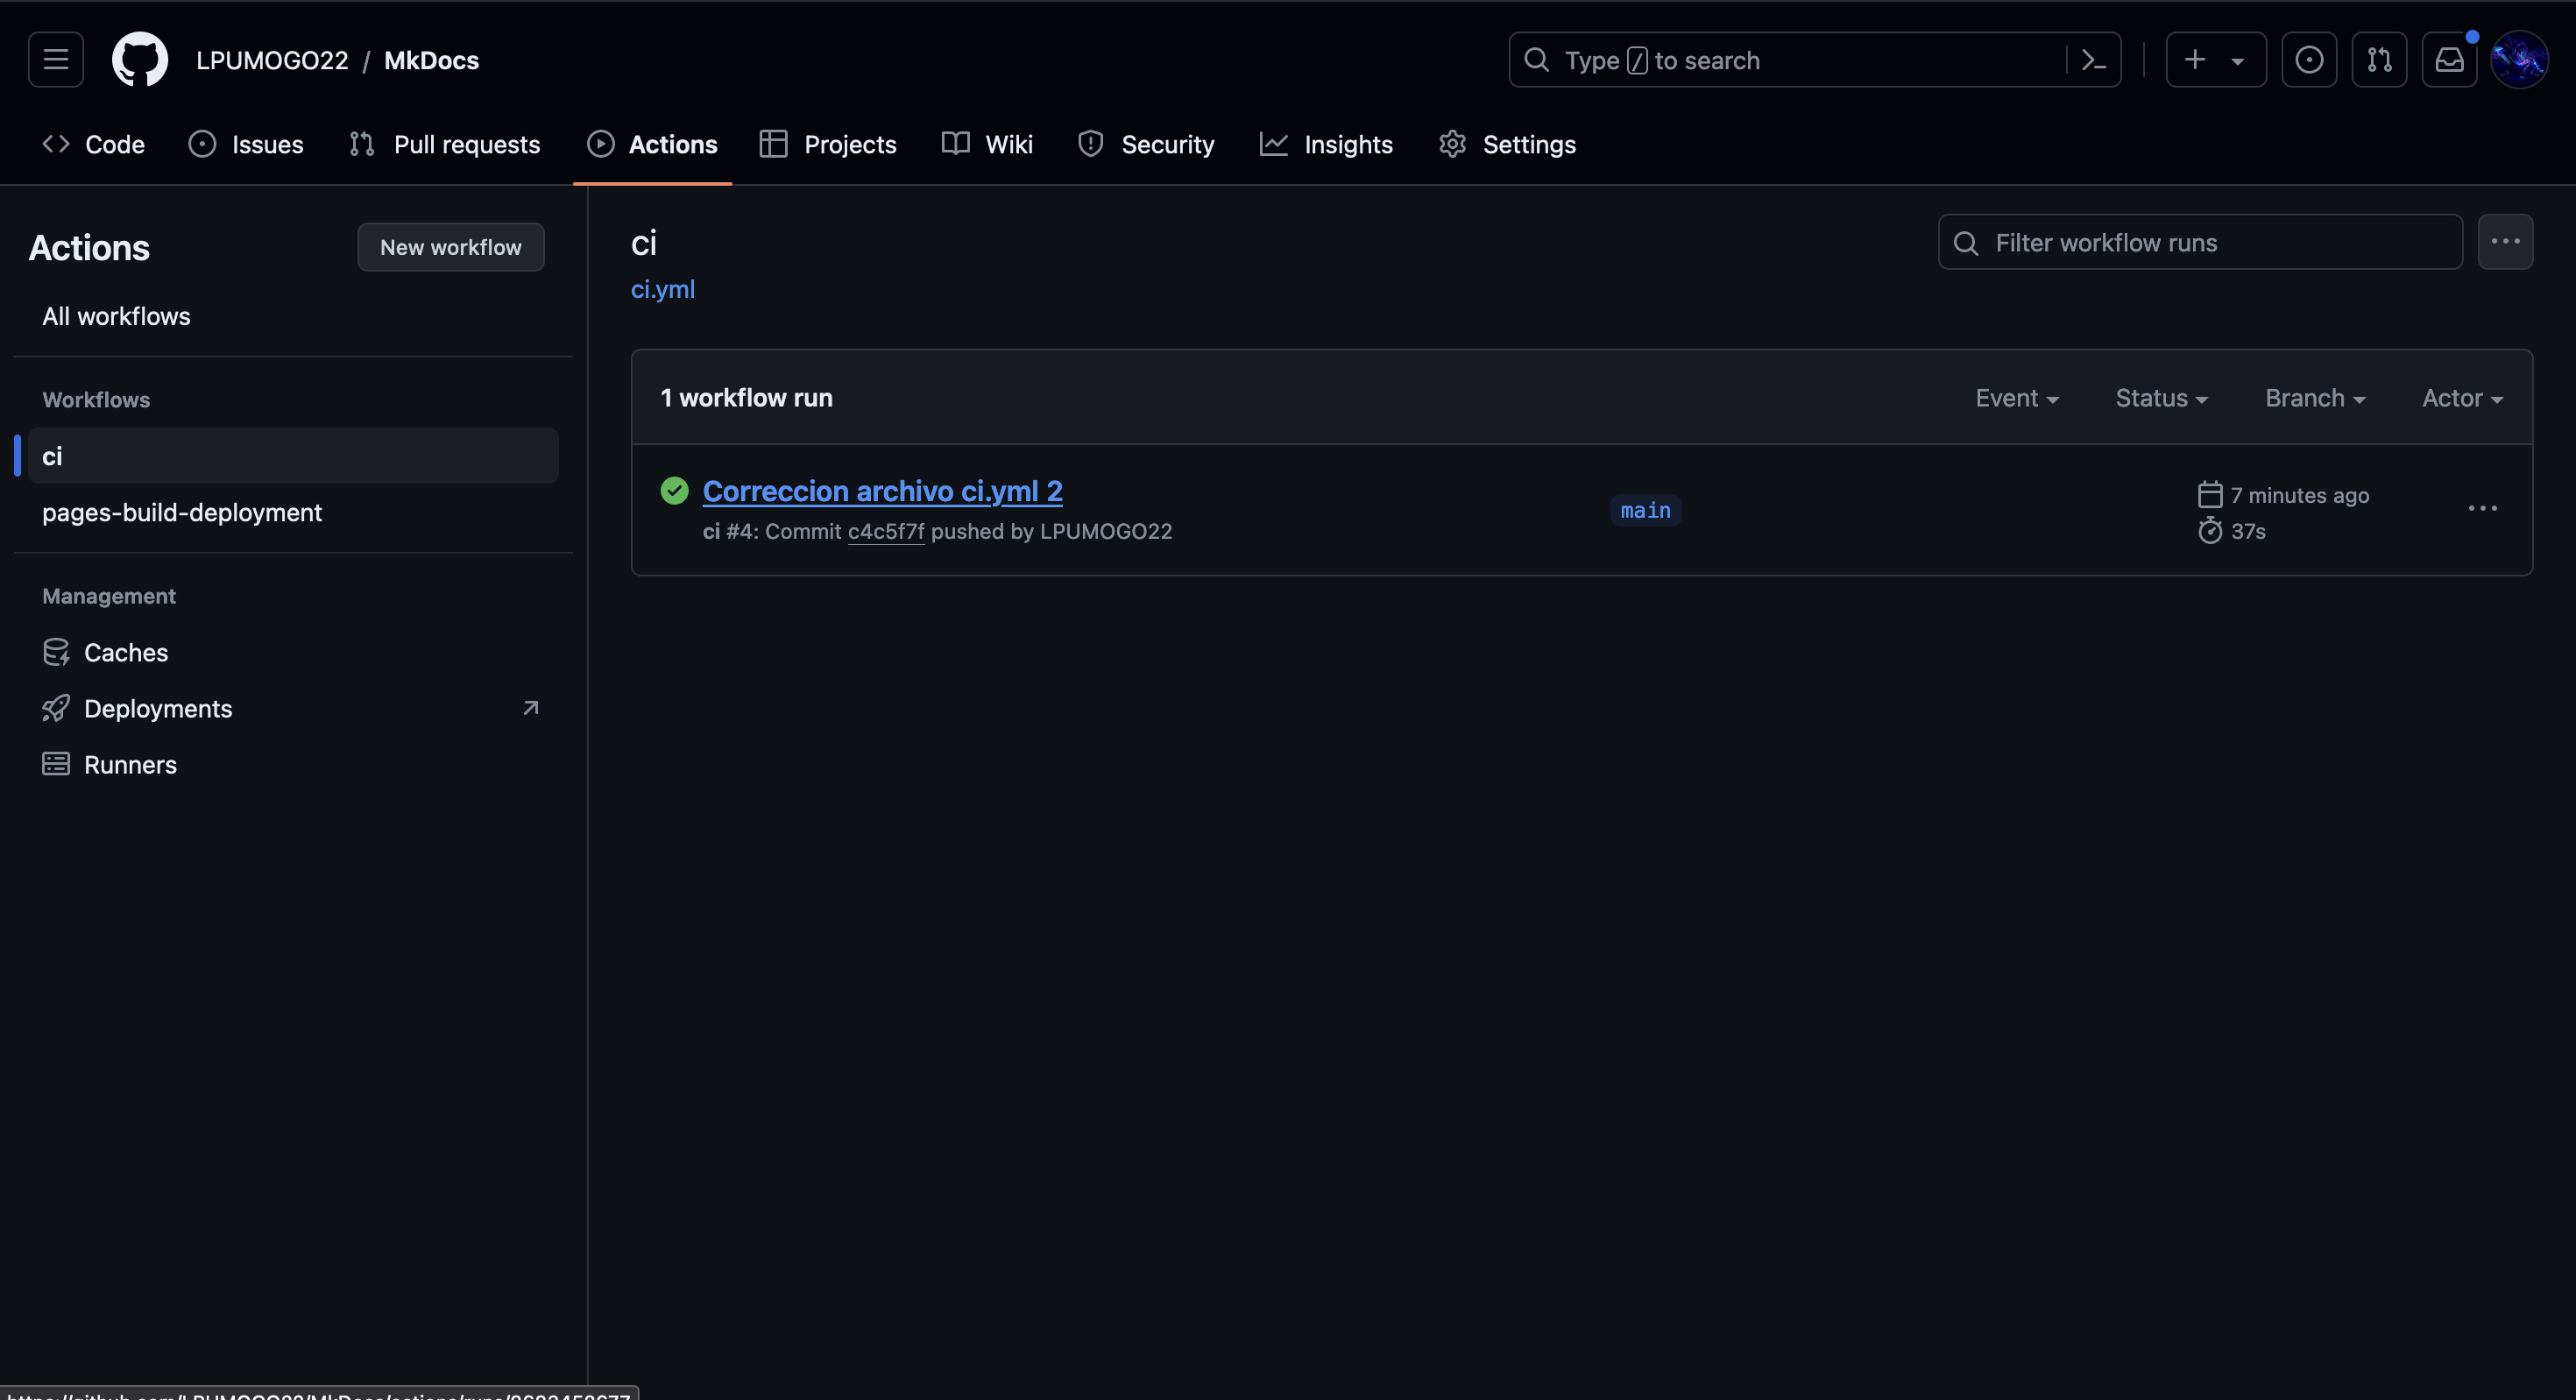 LPUMOGO22 / MkDocs
Type / to search
Code Issues Pull requests Actions Projects Wiki Security Insights Settings
Actions
New workflow
All workflows
Workflows
ci
pages-build-deployment
Management
Caches
Deployments
Runners
ci
ci.yml
Filter workflow runs
1 workflow run
Event Status Branch Actor
Correccion archivo ci.yml 2
ci #4: Commit c4c5f7f pushed by LPUMOGO22
main
7 minutes ago
37s